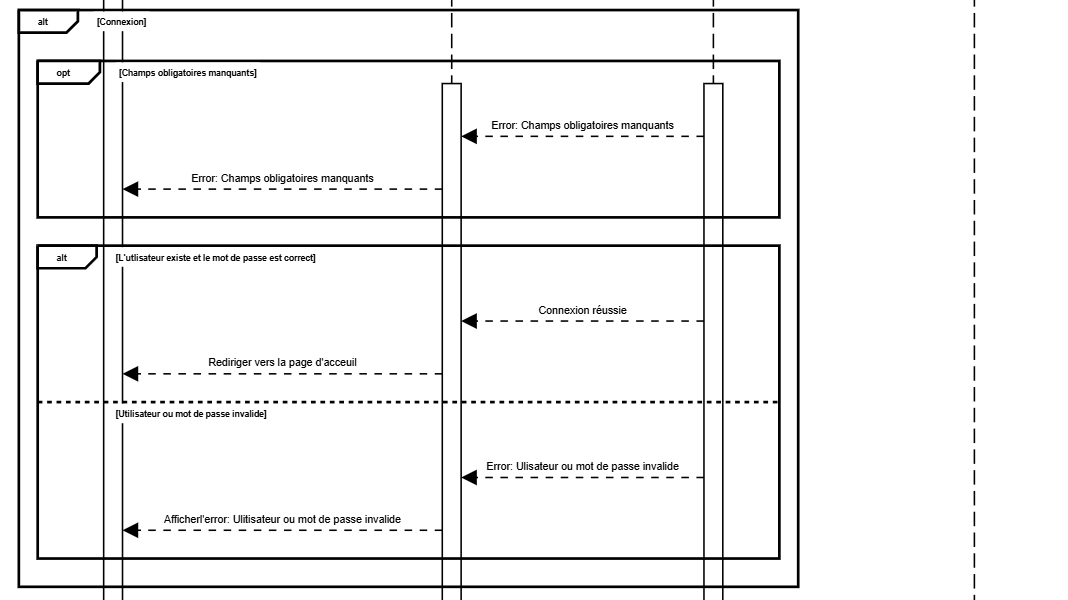 alt
[Connexion]
opt
[Champs obligatoires manquants]
Error: Champs obligatoires manquants
Error: Champs obligatoires manquants
alt
[L'utlisateur existe et le mot de passe est correct]
Connexion réussie
Rediriger vers la page d'acceuil
[Utilisateur ou mot de passe invalide]
Error: Ulisateur ou mot de passe invalide
Afficherl'error: Ulitisateur ou mot de passe invalide